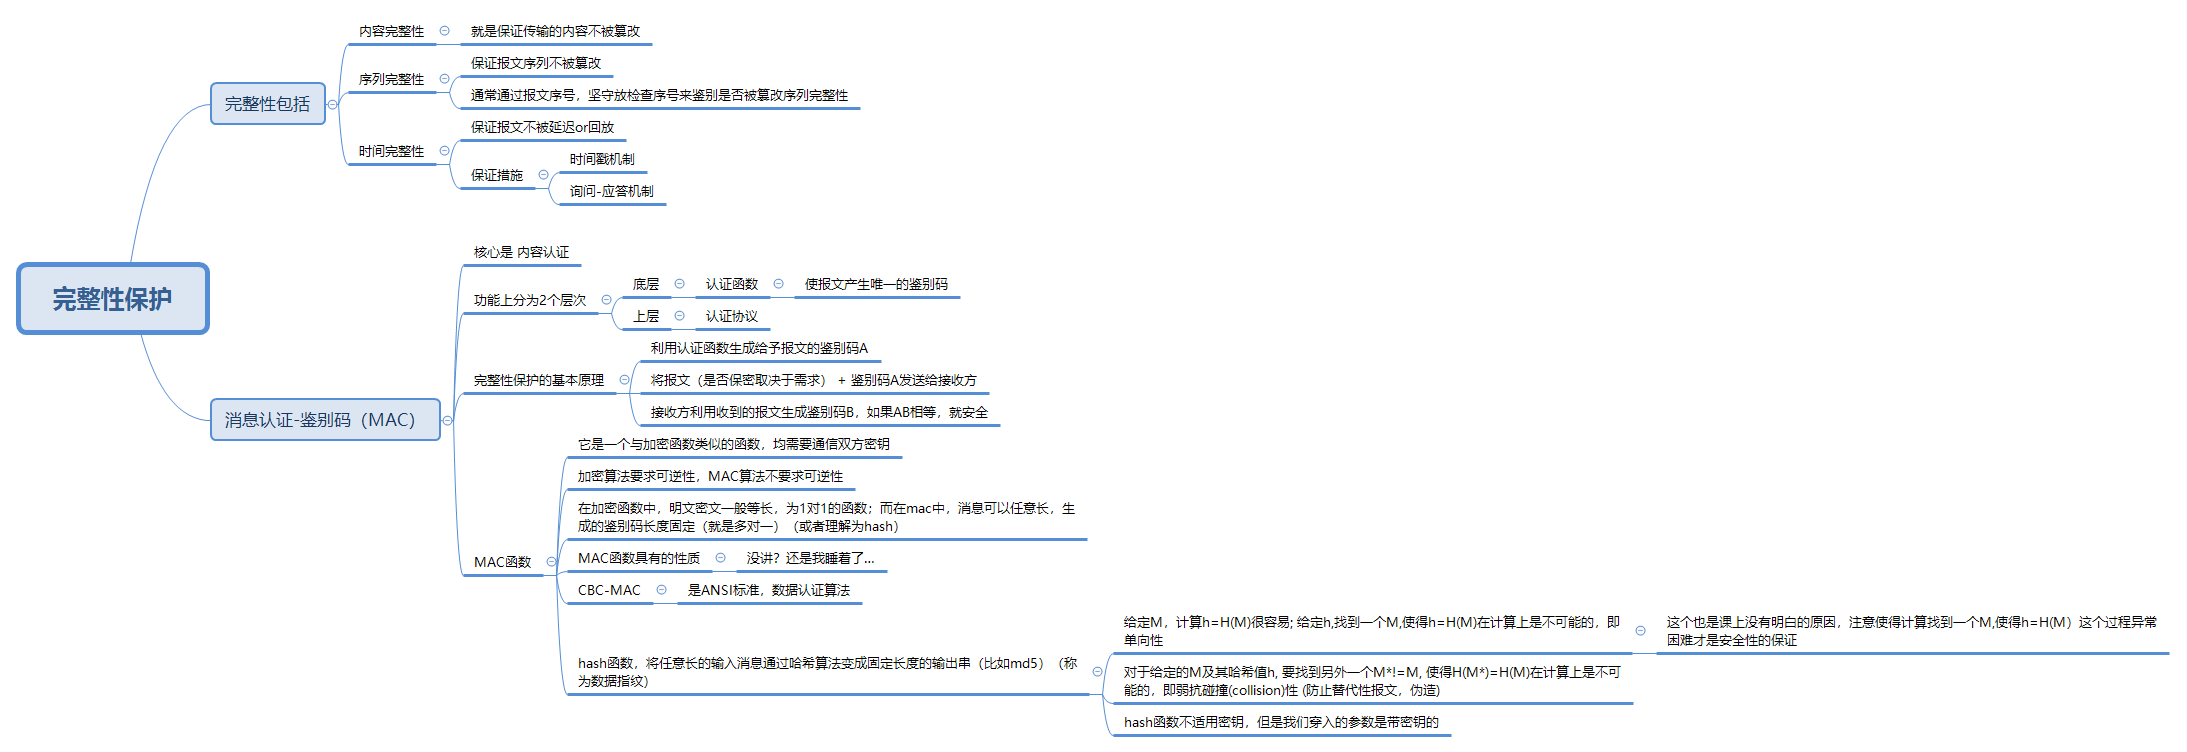 完整性保护
完整性包括
内容完整性
就是保证传输的内容不被篡改
序列完整性
保证报文序列不被篡改
通常通过报文序号，坚守放检查序号来鉴别是否被篡改序列完整性
时间完整性
保证报文不被延迟or回放
保证措施
时间戳机制
询问-应答机制
消息认证-鉴别码（MAC）
核心是 内容认证
功能上分为2个层次
底层
认证函数
使报文产生唯一的鉴别码
上层
认证协议
完整性保护的基本原理
利用认证函数生成给予报文的鉴别码A
将报文（是否保密取决于需求） + 鉴别码A发送给接收方
接收方利用收到的报文生成鉴别码B，如果AB相等，就安全
MAC函数
它是一个与加密函数类似的函数，均需要通信双方密钥
加密算法要求可逆性，MAC算法不要求可逆性
在加密函数中，明文密文一般等长，为1对1的函数；而在mac中，消息可以任意长，生
成的鉴别码长度固定（就是多对一）（或者理解为hash）
MAC函数具有的性质
没讲？还是我睡着了...
CBC-MAC
是ANSI标准，数据认证算法
hash函数，将任意长的输入消息通过哈希算法变成固定长度的输出串（比如md5）（称
为数据指纹）
给定M，计算h=H(M)很容易; 给定h,找到一个M,使得h=H(M)在计算上是不可能的，即
单向性
这个也是课上没有明白的原因，注意使得计算找到一个M,使得h=H(M）这个过程异常
困难才是安全性的保证
对于给定的M及其哈希值h, 要找到另外一个M*!=M, 使得H(M*)=H(M)在计算上是不可
能的，即弱抗碰撞(collision)性 (防止替代性报文，伪造)
hash函数不适用密钥，但是我们穿入的参数是带密钥的